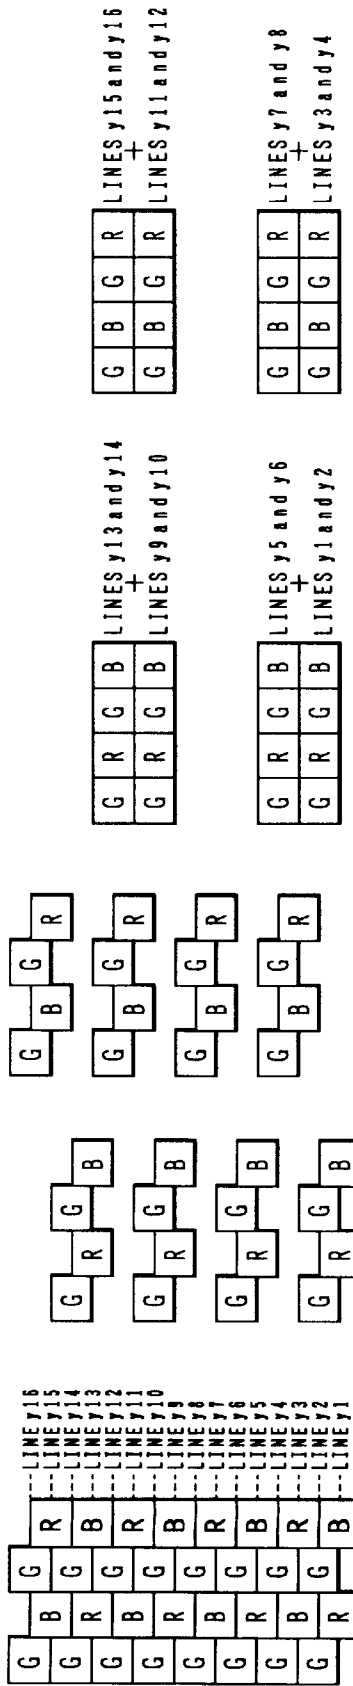 G G ---LINE y16
B R ---LINE y15
G G ---LINE y14
R B ---LINE y13
G G ---LINE y12
B R ---LINE y11
G G ---LINE y10
R B ---LINE y9
G G ---LINE y8
B R ---LINE y7
G G ---LINE y6
R B ---LINE y5
G G ---LINE y4
B R ---LINE y3
G G ---LINE y2
R B ---LINE y1
G R G B
G R G B
G R G B
G R G B
G B G R
G B G R
G B G R
G B G R
G R G B LINES y13 and y14
+
G R G B LINES y9 and y10
G R G B LINES y5 and y6
+
G R G B LINES y1 and y2
G B G R LINES y15 and y16
+
G B G R LINES y11 and y12
G B G R LINES y7 and y8
+
G B G R LINES y3 and y4